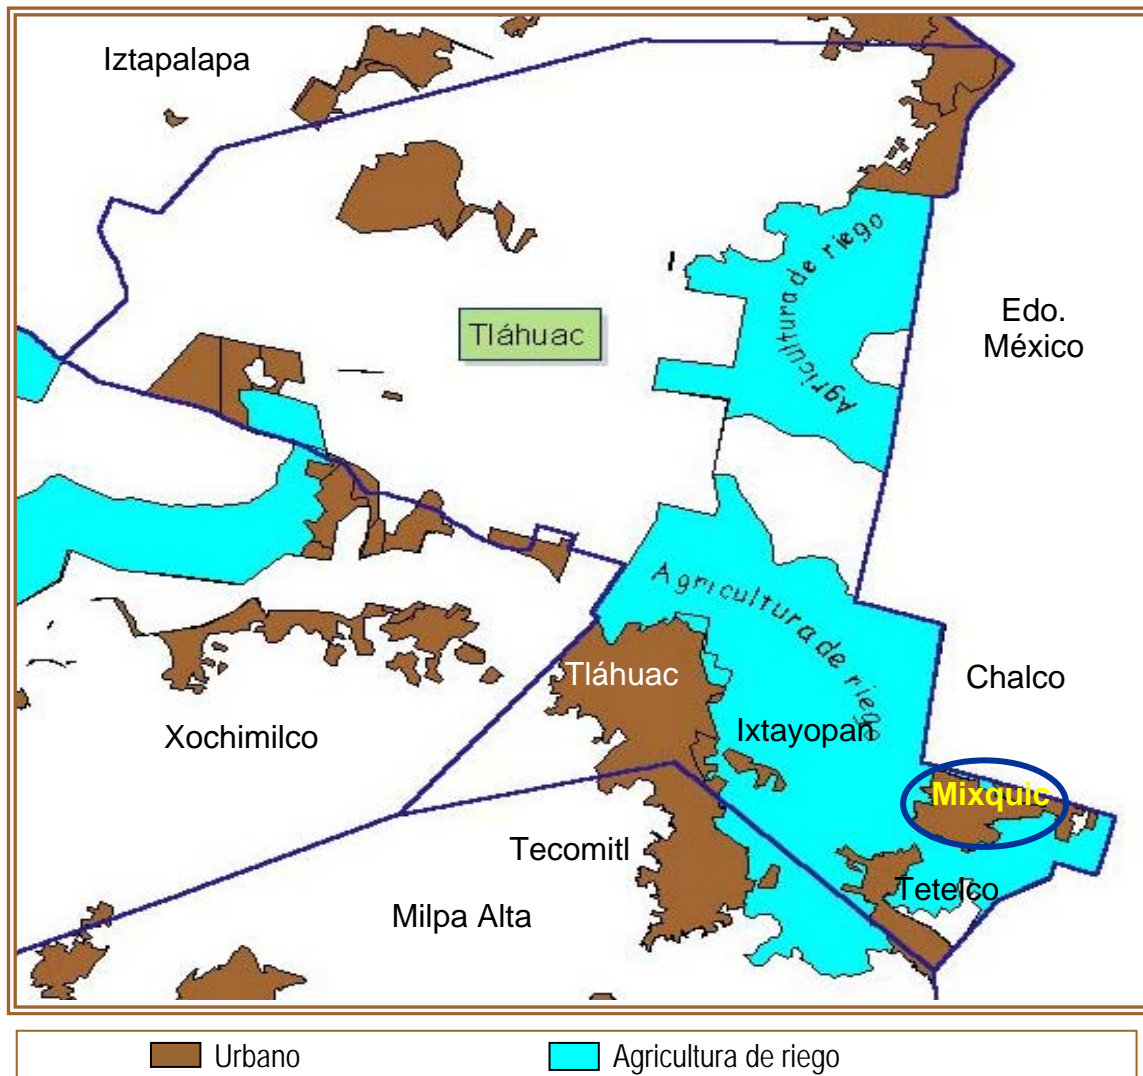 Iztapalapa
Agricultura de riego
Tláhuac
Edo.
México
Agricultura de riego
Tláhuac
Chalco
Ixtayopan
Xochimilco
Mixquic
Tecomitl
Tetelco
Milpa Alta
Urbano
Agricultura de riego